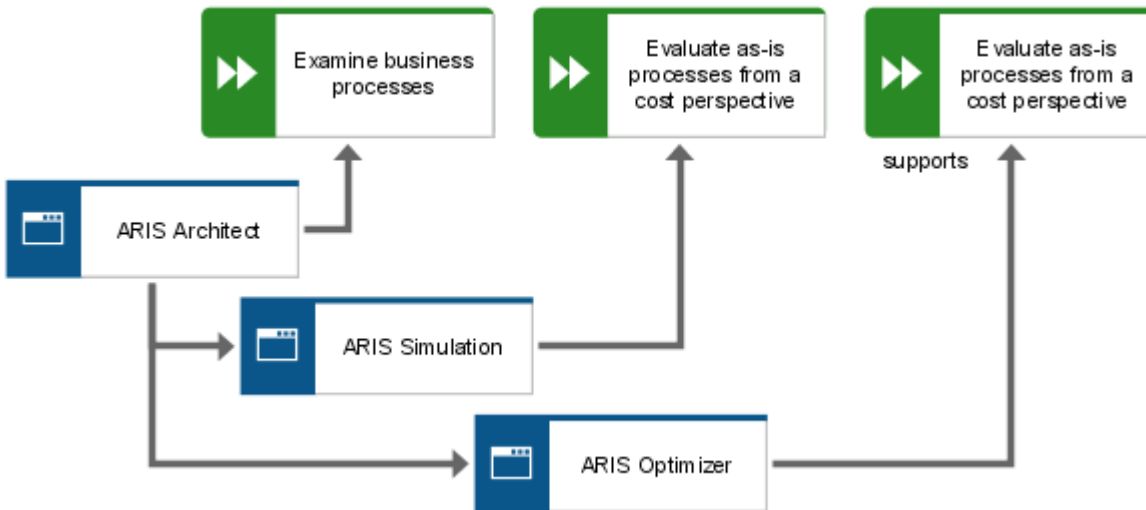 Examine business
processes
Evaluate as-is
processes from a
cost perspective
Evaluate as-is
processes from a
cost perspective
supports
ARIS Architect
ARIS Simulation
ARIS Optimizer